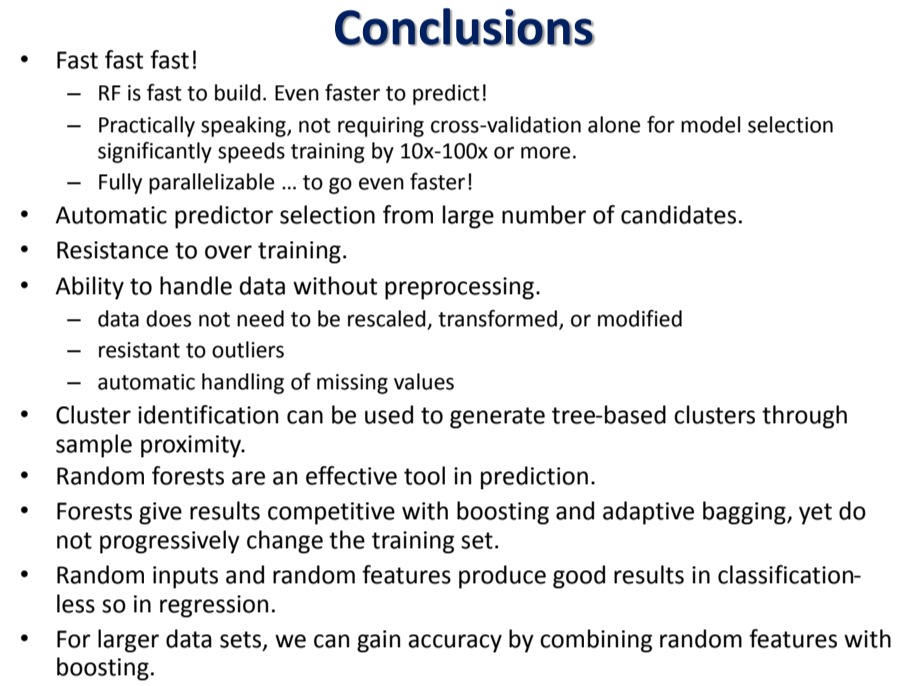 Conclusions
• Fast fast fast!
– RF is fast to build. Even faster to predict!
– Practically speaking, not requiring cross-validation alone for model selection
significantly speeds training by 10x-100x or more.
– Fully parallelizable ... to go even faster!
• Automatic predictor selection from large number of candidates.
• Resistance to over training.
• Ability to handle data without preprocessing.
– data does not need to be rescaled, transformed, or modified
– resistant to outliers
– automatic handling of missing values
• Cluster identification can be used to generate tree-based clusters through
sample proximity.
• Random forests are an effective tool in prediction.
• Forests give results competitive with boosting and adaptive bagging, yet do
not progressively change the training set.
• Random inputs and random features produce good results in classification-
less so in regression.
• For larger data sets, we can gain accuracy by combining random features with
boosting.